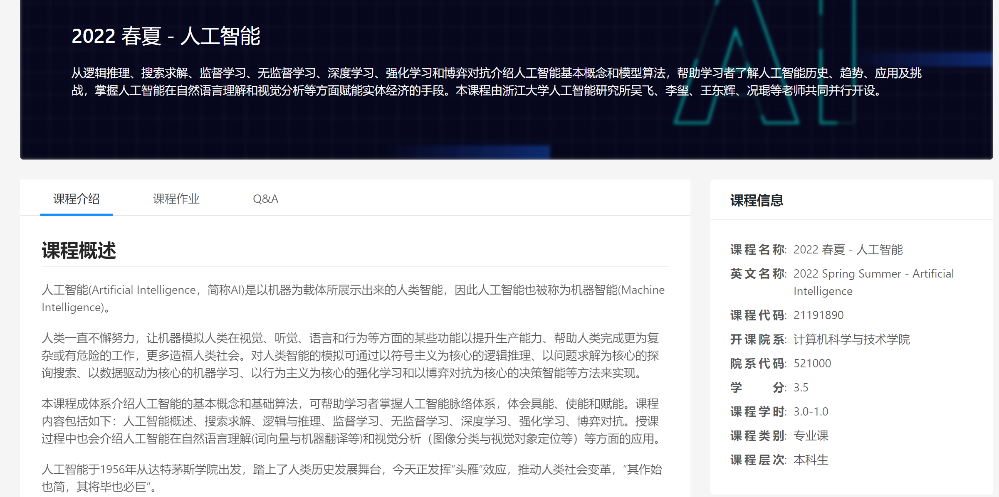 2022 春夏 - 人工智能
从逻辑推理、搜索求解、监督学习、无监督学习、深度学习、强化学习和博弈对抗介绍人工智能基本概念和模型算法，帮助学习者了解人工智能历史、趋势、应用及挑
战，掌握人工智能在自然语言理解和视觉分析等方面赋能实体经济的手段。本课程由浙江大学人工智能研究所吴飞、李玺、王东辉、况琨等老师共同并行开设。
AI
课程介绍 课程作业 Q&A
课程概述
人工智能(Artificial Intelligence，简称AI)是以机器为载体所展示出来的人类智能，因此人工智能也被称为机器智能(Machine
Intelligence)。
人类一直不懈努力，让机器模拟人类在视觉、听觉、语言和行为等方面的某些功能以提升生产能力、帮助人类完成更为复
杂或有危险的工作，更多造福人类社会。对人类智能的模拟可通过以符号主义为核心的逻辑推理、以问题求解为核心的探
询搜索、以数据驱动为核心的机器学习、以行为主义为核心的强化学习和以博弈对抗为核心的决策智能等方法来实现。
本课程成体系介绍人工智能的基本概念和基础算法，可帮助学习者掌握人工智能脉络体系，体会具能、使能和赋能。课程
内容包括如下：人工智能概述、搜索求解、逻辑与推理、监督学习、无监督学习、深度学习、强化学习、博弈对抗。授课
过程中也会介绍人工智能在自然语言理解(词向量与机器翻译等)和视觉分析（图像分类与视觉对象定位等）等方面的应用。
人工智能于1956年从达特茅斯学院出发，踏上了人类历史发展舞台，今天正发挥“头雁”效应，推动人类社会变革，“其作始
也简，其将毕也必巨”。
课程信息
课程名称: 2022 春夏 - 人工智能
英文名称: 2022 Spring Summer - Artificial
Intelligence
课程代码: 21191890
开课院系: 计算机科学与技术学院
院系代码: 521000
学分: 3.5
课程学时: 3.0-1.0
课程类别: 专业课
课程层次: 本科生